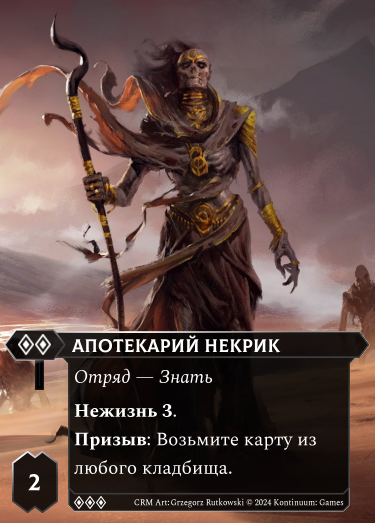 АПОТЕКАРИЙ НЕКРИК
Отряд — Знать
Нежизнь 3.
Призыв: Возьмите карту из
любого кладбища.
2
CRM Art: Grzegorz Rutkowski © 2024 Kontinuum: Games